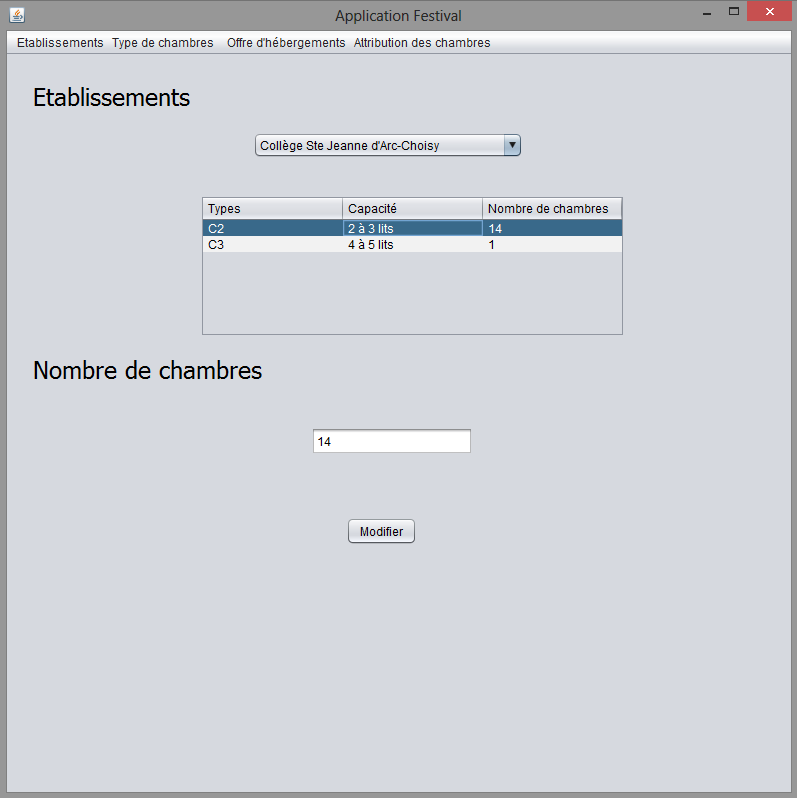 Application Festival
Etablissements Type de chambres Offre d'hébergements Attribution des chambres
Etablissements
Collège Ste Jeanne d'Arc-Choisy
Types Capacité Nombre de chambres
C2 2 à 3 lits 14
C3 4 à 5 lits 1
Nombre de chambres
14
Modifier